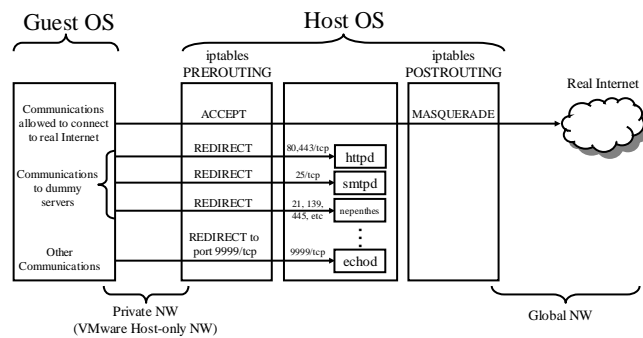 Guest OS
Host OS
iptables
PREROUTING
iptables
POSTROUTING
Real Internet
Communications
allowed to connect
to real Internet
ACCEPT
MASQUERADE
Communications
to dummy
servers
REDIRECT
80,443/tcp
httpd
REDIRECT
25/tcp
smtpd
REDIRECT
21, 139,
445, etc
nepenthes
Other
Communications
REDIRECT to
port 9999/tcp
9999/tcp
echod
Private NW
(VMware Host-only NW)
Global NW